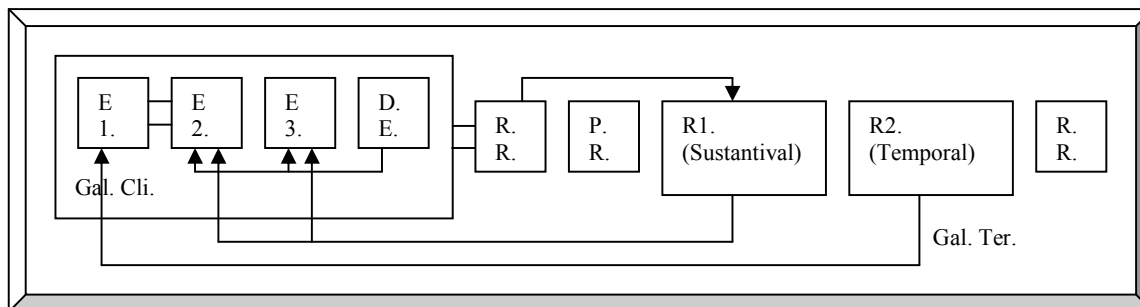 E
1.
E
2.
E
3.
D.
E.
R.
R.
P.
R.
R1.
(Sustantival)
R2.
(Temporal)
R.
R.
Gal. Cli.
Gal. Ter.